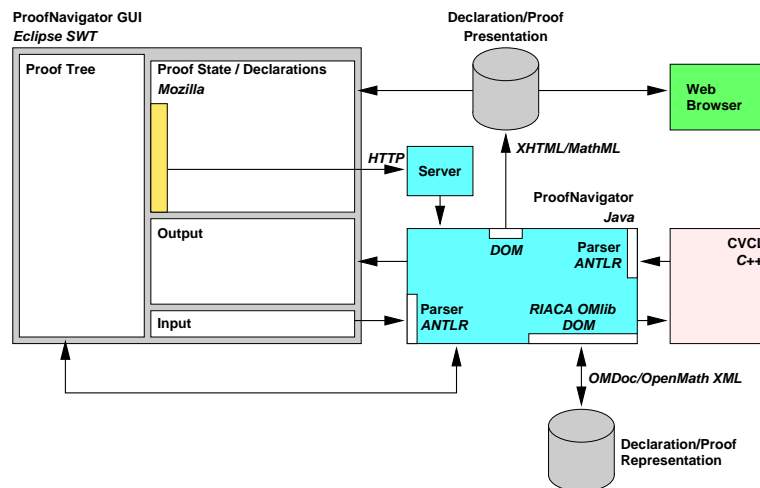 ProofNavigator GUI
Eclipse SWT
Declaration/Proof
Presentation
Proof Tree
Proof State / Declarations
Mozilla
Web
Browser
HTTP
XHTML/MathML
Server
ProofNavigator
Java
Output
DOM
Parser
ANTLR
CVCL
C++
Input
Parser
ANTLR
RIACA OMlib
DOM
OMDoc/OpenMath XML
Declaration/Proof
Representation